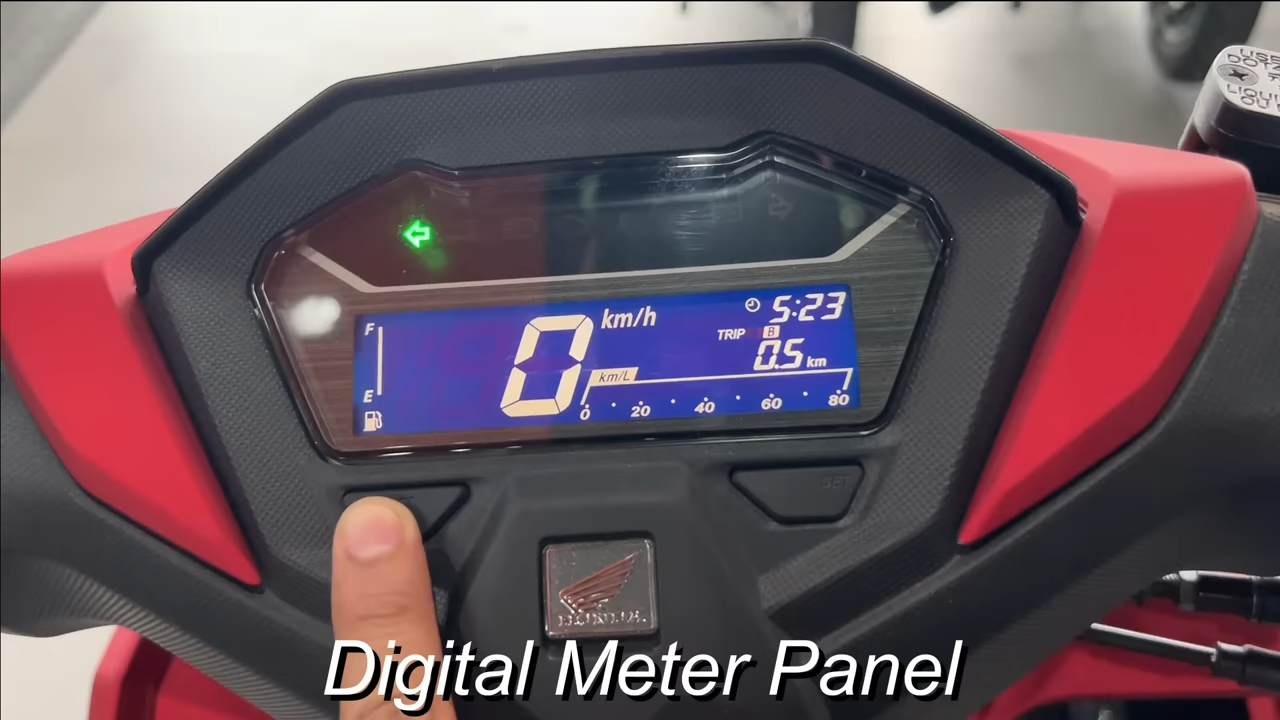 5:23
km/h
TRIP B
0.5 km
F
0
km/L
E
0 20 40 60 80
SET
HONDA
Digital Meter Panel